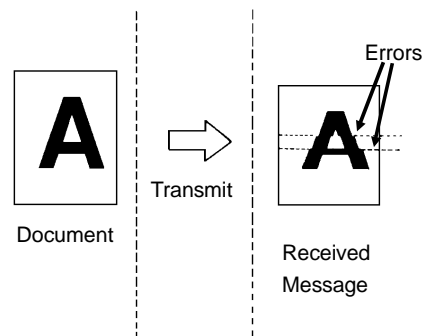 Errors
A
A
Transmit
Document
Received
Message